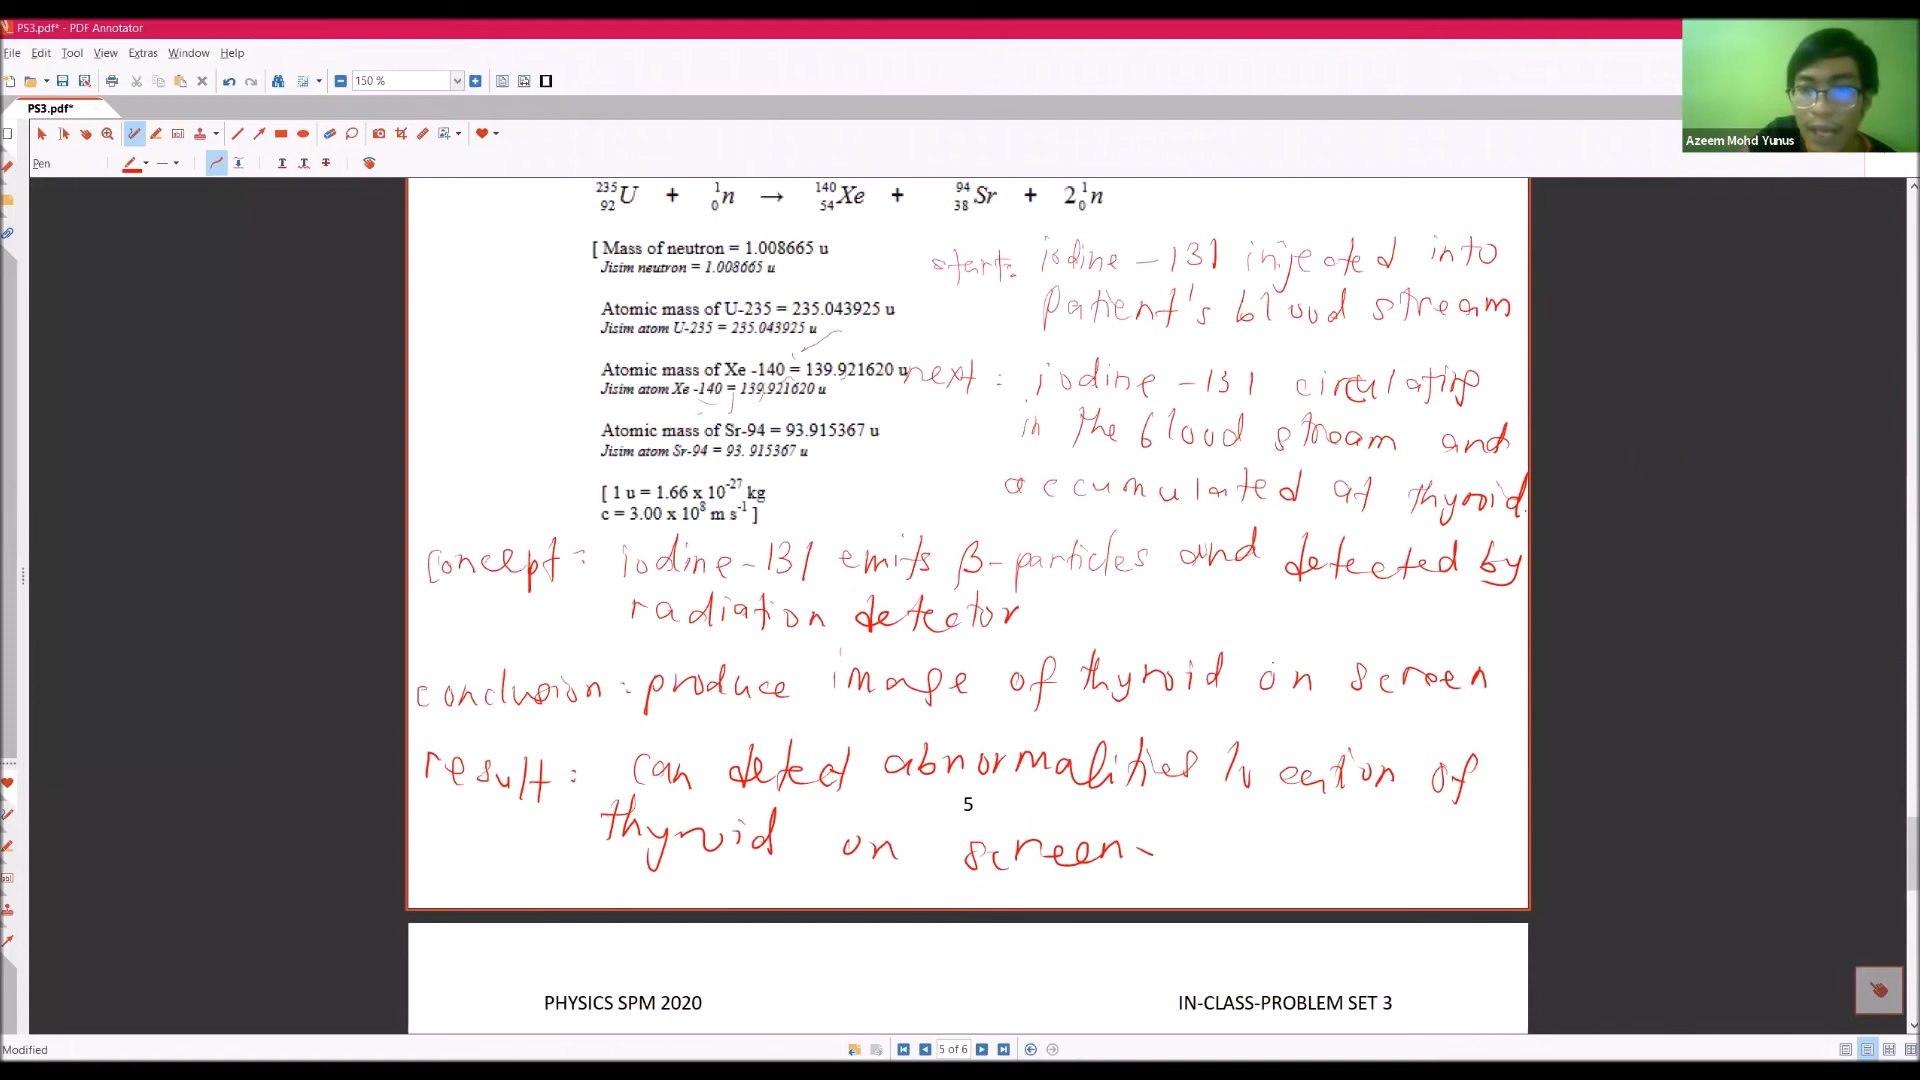 PS3.pdf* - PDF Annotator
File Edit Tool View Extras Window Help
150 %
PS3.pdf*
Pen
Azeem Mohd Yunus
²³⁵₉₂U + ¹₀n → ¹⁴⁰₅₄Xe + ⁹⁴₃₈Sr + 2¹₀n
[ Mass of neutron = 1.008665 u
Jisim neutron = 1.008665 u
Atomic mass of U-235 = 235.043925 u
Jisim atom U-235 = 235.043925 u
Atomic mass of Xe -140 = 139.921620 u
Jisim atom Xe -140 = 139.921620 u
Atomic mass of Sr-94 = 93.915367 u
Jisim atom Sr-94 = 93. 915367 u
[ 1 u = 1.66 x 10⁻²⁷ kg
c = 3.00 x 10⁸ m s⁻¹ ]
start: iodine - 131 injected into
patient's blood stream
next : iodine - 131 circulating
in the blood stream and
accumulated at thyroid.
concept : iodine - 131 emits β-particles and detected by
radiation detector
conclusion : produce image of thyroid on screen
result : can detect abnormalities location of
thyroid on screen
5
PHYSICS SPM 2020
IN-CLASS-PROBLEM SET 3
Modified
5 of 6